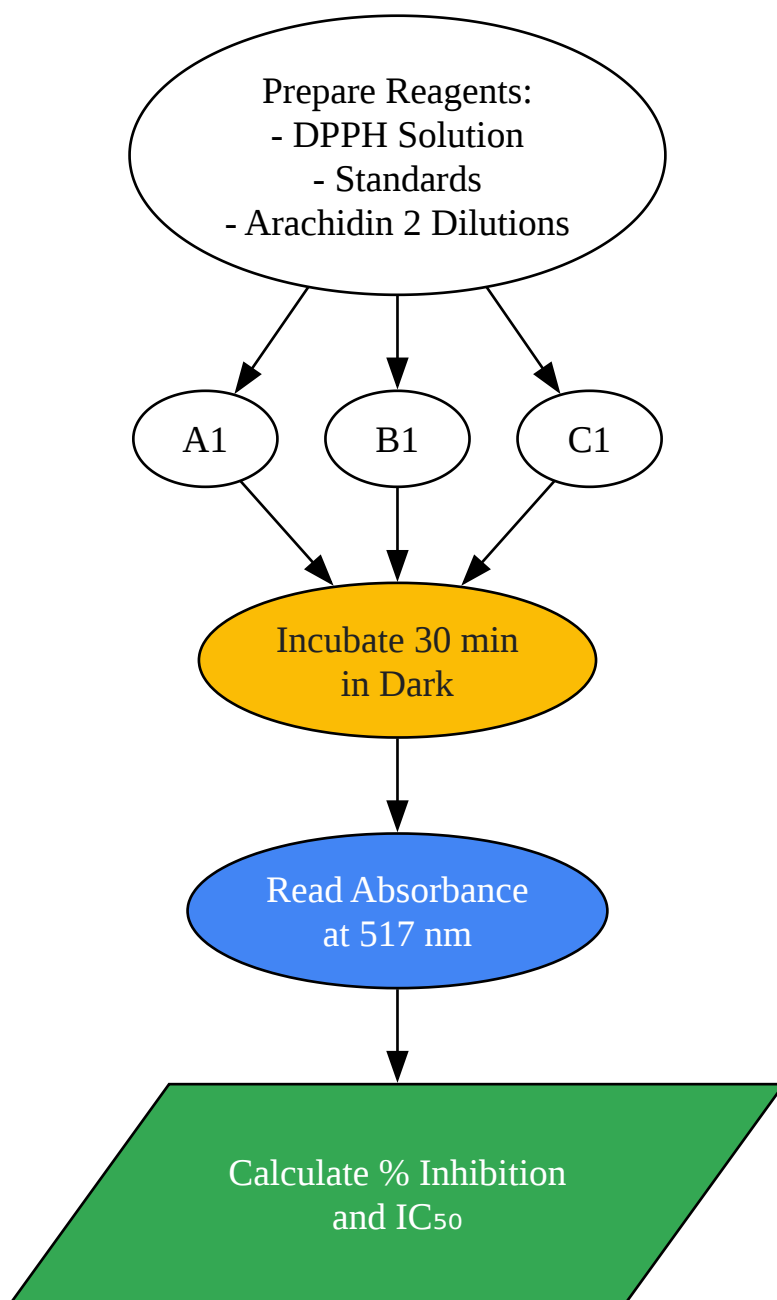 Prepare Reagents:
- DPPH Solution
- Standards
- Arachidin 2 Dilutions
A1
B1
C1
Incubate 30 min
in Dark
Read Absorbance
at 517 nm
Calculate % Inhibition
and IC₅₀